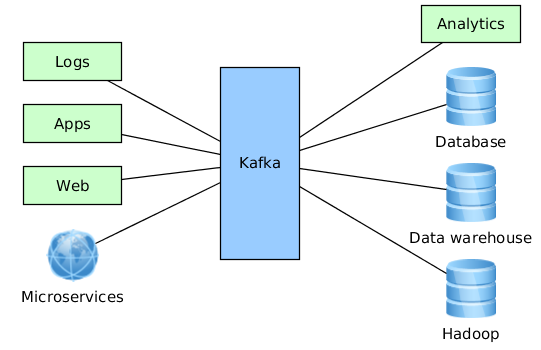 Logs
Apps
Web
Microservices
Kafka
Analytics
Database
Data warehouse
Hadoop